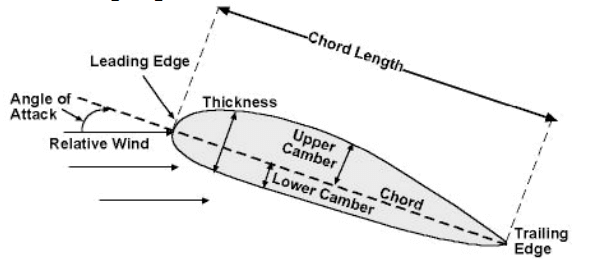 Chord Length
Leading Edge
Angle of
Attack
Thickness
Relative Wind
Upper
Camber
Lower Camber
Chord
Trailing
Edge